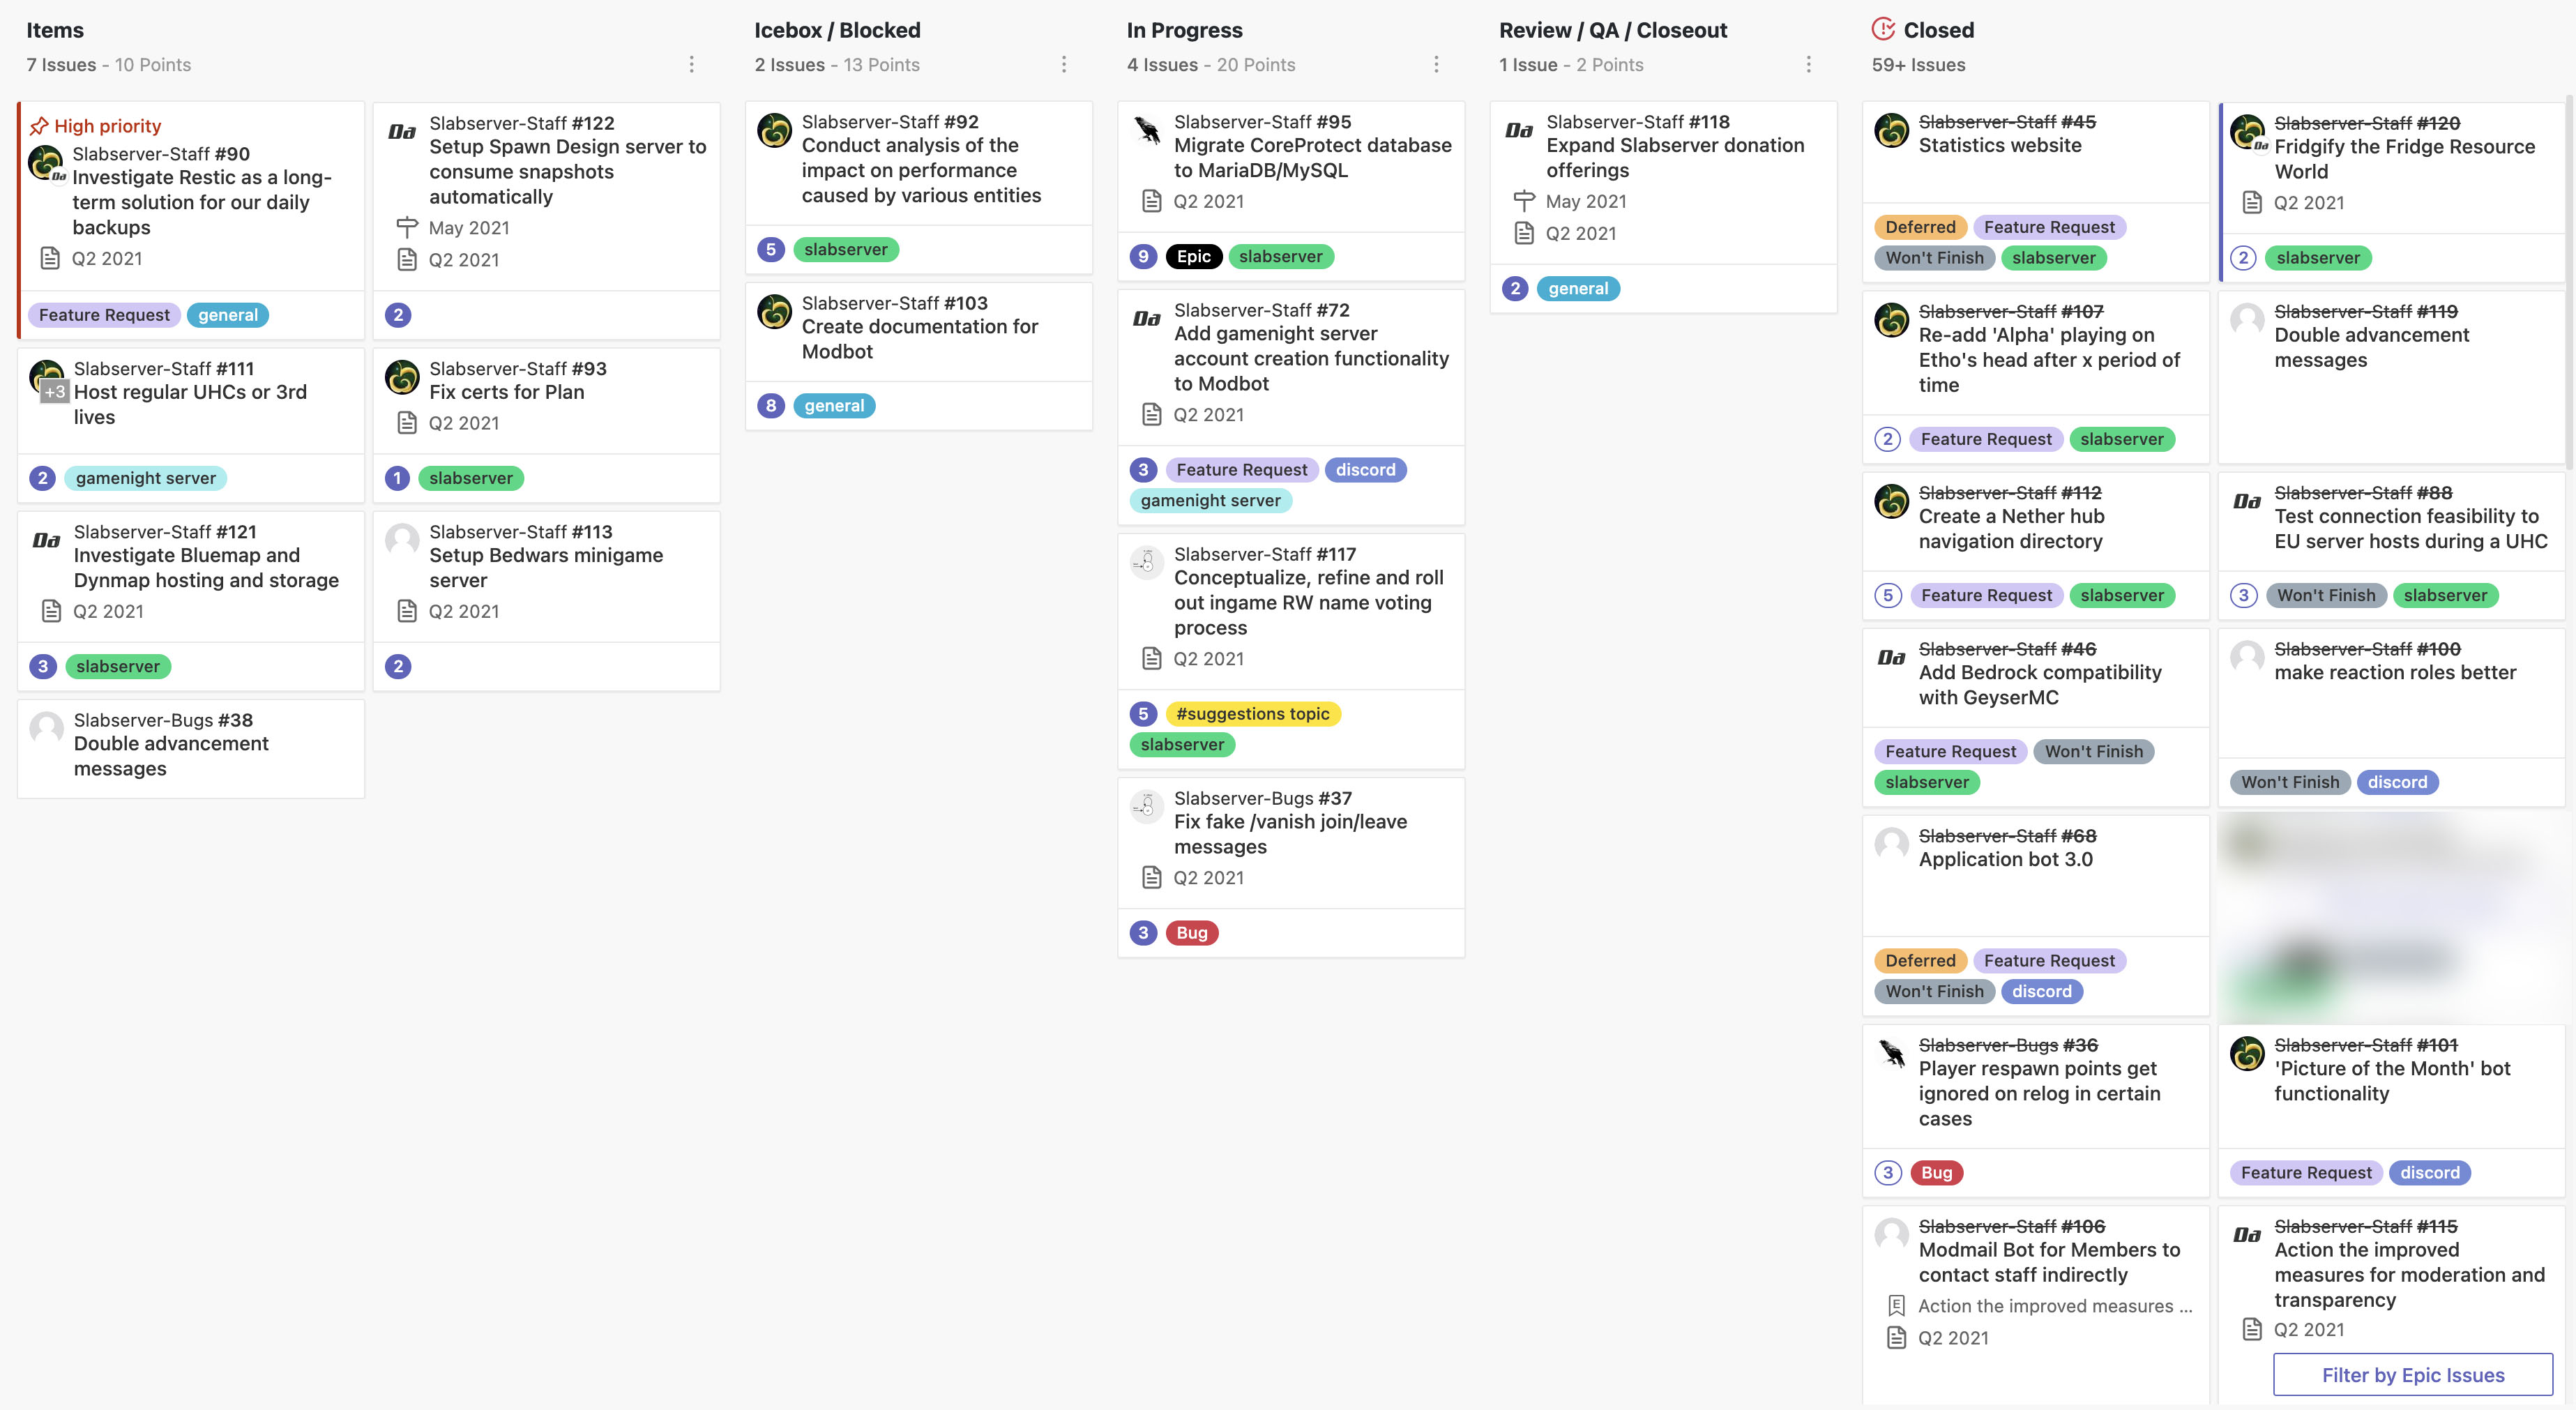 Items
7 Issues - 10 Points
High priority
Slabserver-Staff #90
Investigate Restic as a long-
term solution for our daily
backups
Q2 2021
Feature Request general
Slabserver-Staff #111
+3
Host regular UHCs or 3rd
lives
2 gamenight server
Da
Slabserver-Staff #121
Investigate Bluemap and
Dynmap hosting and storage
Q2 2021
3 slabserver
Slabserver-Bugs #38
Double advancement
messages
Da
Slabserver-Staff #122
Setup Spawn Design server to
consume snapshots
automatically
May 2021
Q2 2021
2
Slabserver-Staff #93
Fix certs for Plan
Q2 2021
1 slabserver
Slabserver-Staff #113
Setup Bedwars minigame
server
Q2 2021
2
Icebox / Blocked
2 Issues - 13 Points
Slabserver-Staff #92
Conduct analysis of the
impact on performance
caused by various entities
5 slabserver
Slabserver-Staff #103
Create documentation for
Modbot
8 general
In Progress
4 Issues - 20 Points
Slabserver-Staff #95
Migrate CoreProtect database
to MariaDB/MySQL
Q2 2021
9 Epic slabserver
Da
Slabserver-Staff #72
Add gamenight server
account creation functionality
to Modbot
Q2 2021
3 Feature Request discord
gamenight server
Slabserver-Staff #117
Conceptualize, refine and roll
out ingame RW name voting
process
Q2 2021
5 #suggestions topic
slabserver
Slabserver-Bugs #37
Fix fake /vanish join/leave
messages
Q2 2021
3 Bug
Review / QA / Closeout
1 Issue - 2 Points
Da
Slabserver-Staff #118
Expand Slabserver donation
offerings
May 2021
Q2 2021
2 general
Closed
59+ Issues
Slabserver-Staff #45
Statistics website
Deferred Feature Request
Won't Finish slabserver
Slabserver-Staff #107
Re-add 'Alpha' playing on
Etho's head after x period of
time
2 Feature Request slabserver
Slabserver-Staff #112
Create a Nether hub
navigation directory
5 Feature Request slabserver
Da
Slabserver-Staff #46
Add Bedrock compatibility
with GeyserMC
Feature Request Won't Finish
slabserver
Slabserver-Staff #68
Application bot 3.0
Deferred Feature Request
Won't Finish discord
Slabserver-Bugs #36
Player respawn points get
ignored on relog in certain
cases
3 Bug
Slabserver-Staff #106
Modmail Bot for Members to
contact staff indirectly
Action the improved measures ...
Q2 2021
Slabserver-Staff #120
Fridgify the Fridge Resource
World
Q2 2021
2 slabserver
Slabserver-Staff #119
Double advancement
messages
Da
Slabserver-Staff #88
Test connection feasibility to
EU server hosts during a UHC
3 Won't Finish slabserver
Slabserver-Staff #100
make reaction roles better
Won't Finish discord
Slabserver-Staff #101
'Picture of the Month' bot
functionality
Feature Request discord
Da
Slabserver-Staff #115
Action the improved
measures for moderation and
transparency
Q2 2021
Filter by Epic Issues